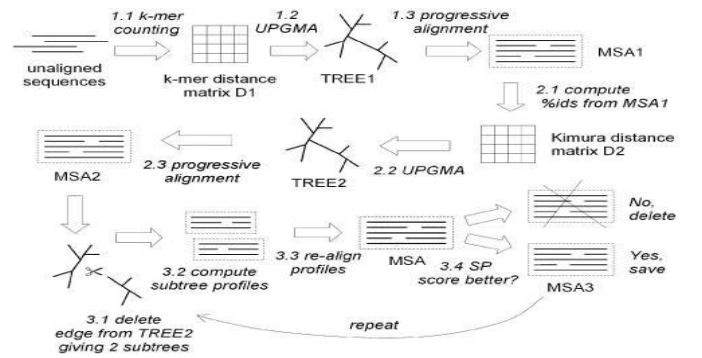 1.1 k-mer
counting
unaligned
sequences
k-mer distance
matrix D1
1.2
UPGMA
TREE1
1.3 progressive
alignment
MSA1
2.1 compute
%ids from MSA1
Kimura distance
matrix D2
2.2 UPGMA
TREE2
2.3 progressive
alignment
MSA2
3.1 delete
edge from TREE2
giving 2 subtrees
3.2 compute
subtree profiles
3.3 re-align
profiles
MSA
3.4 SP
score better?
No,
delete
Yes,
save
MSA3
repeat